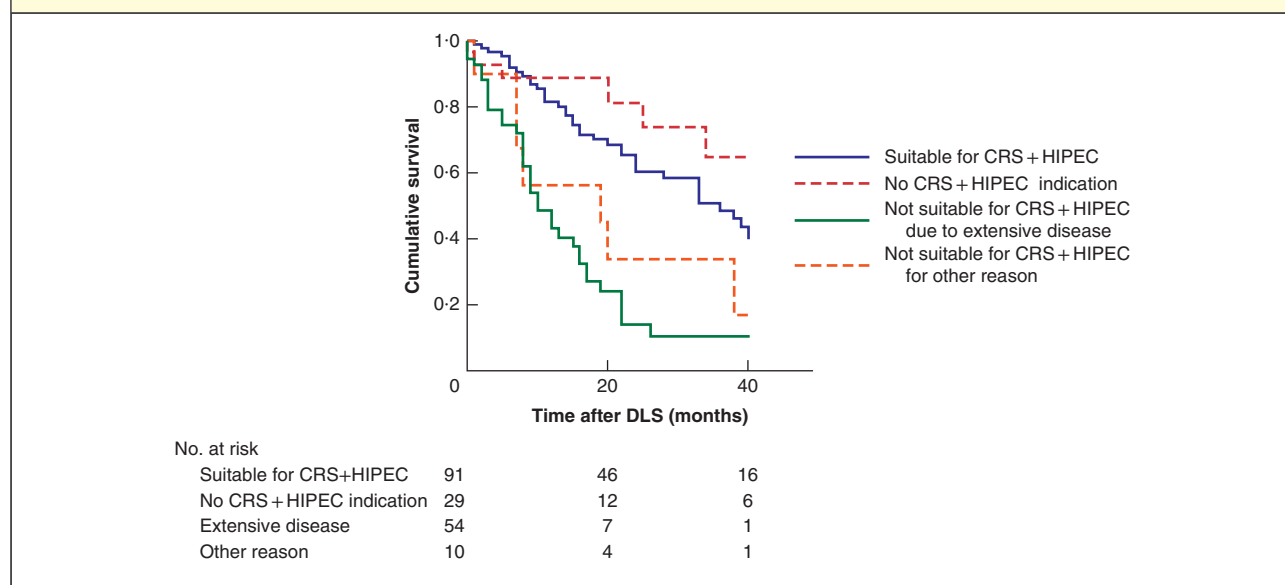 1·0
0·8
0·6
0·4
0·2
0
20
40
Cumulative survival
Time after DLS (months)
Suitable for CRS+HIPEC
No CRS+HIPEC indication
Not suitable for CRS+HIPEC
due to extensive disease
Not suitable for CRS+HIPEC
for other reason
No. at risk
Suitable for CRS+HIPEC 91 46 16
No CRS+HIPEC indication 29 12 6
Extensive disease 54 7 1
Other reason 10 4 1